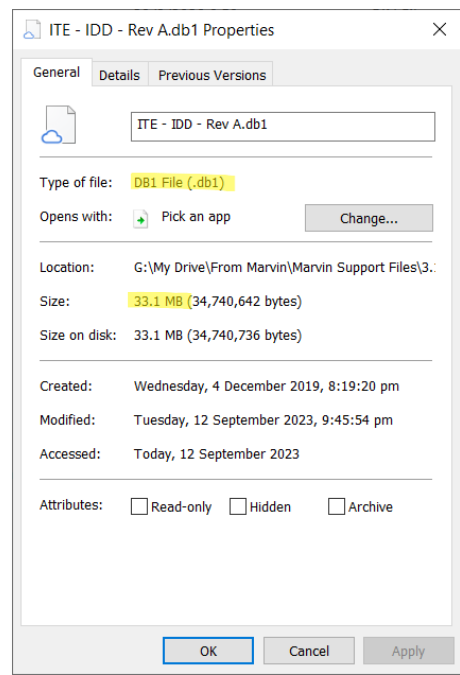 ITE - IDD - Rev A.db1 Properties
General Details Previous Versions
ITE - IDD - Rev A.db1
Type of file: DB1 File (.db1)
Opens with: Pick an app Change...
Location: G:\My Drive\From Marvin\Marvin Support Files\3.
Size: 33.1 MB (34,740,642 bytes)
Size on disk: 33.1 MB (34,740,736 bytes)
Created: Wednesday, 4 December 2019, 8:19:20 pm
Modified: Tuesday, 12 September 2023, 9:45:54 pm
Accessed: Today, 12 September 2023
Attributes: Read-only Hidden Archive
OK Cancel Apply